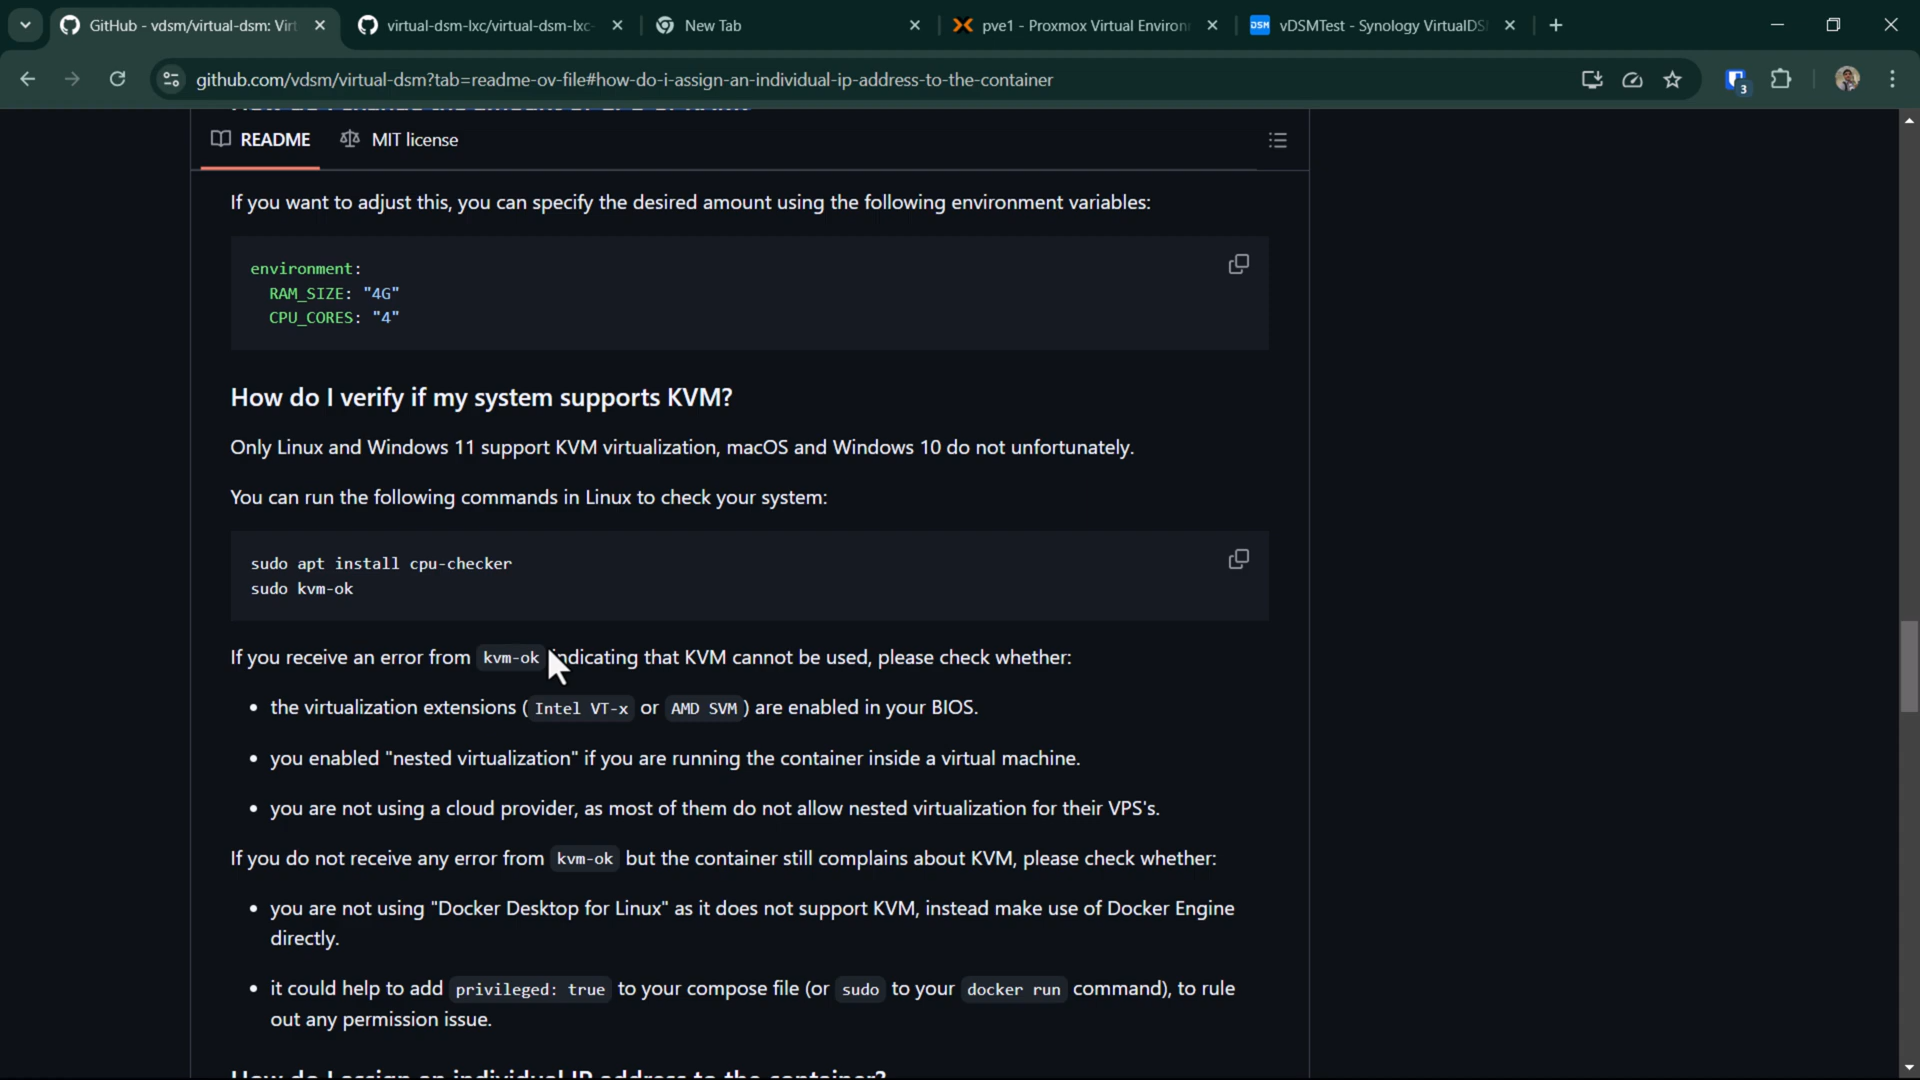 GitHub - vdsm/virtual-dsm: Virt
virtual-dsm-lxc/virtual-dsm-lxc-
New Tab
pve1 - Proxmox Virtual Environ
DSM
vDSMTest - Synology VirtualDS
github.com/vdsm/virtual-dsm?tab=readme-ov-file#how-do-i-assign-an-individual-ip-address-to-the-container
3
README
MIT license
If you want to adjust this, you can specify the desired amount using the following environment variables:
environment:
RAM_SIZE: "4G"
CPU_CORES: "4"
How do I verify if my system supports KVM?
Only Linux and Windows 11 support KVM virtualization, macOS and Windows 10 do not unfortunately.
You can run the following commands in Linux to check your system:
sudo apt install cpu-checker
sudo kvm-ok
If you receive an error from kvm-ok indicating that KVM cannot be used, please check whether:
• the virtualization extensions ( Intel VT-x or AMD SVM ) are enabled in your BIOS.
• you enabled "nested virtualization" if you are running the container inside a virtual machine.
• you are not using a cloud provider, as most of them do not allow nested virtualization for their VPS's.
If you do not receive any error from kvm-ok but the container still complains about KVM, please check whether:
• you are not using "Docker Desktop for Linux" as it does not support KVM, instead make use of Docker Engine
directly.
• it could help to add privileged: true to your compose file (or sudo to your docker run command), to rule
out any permission issue.
How do I assign an individual IP address to the container?